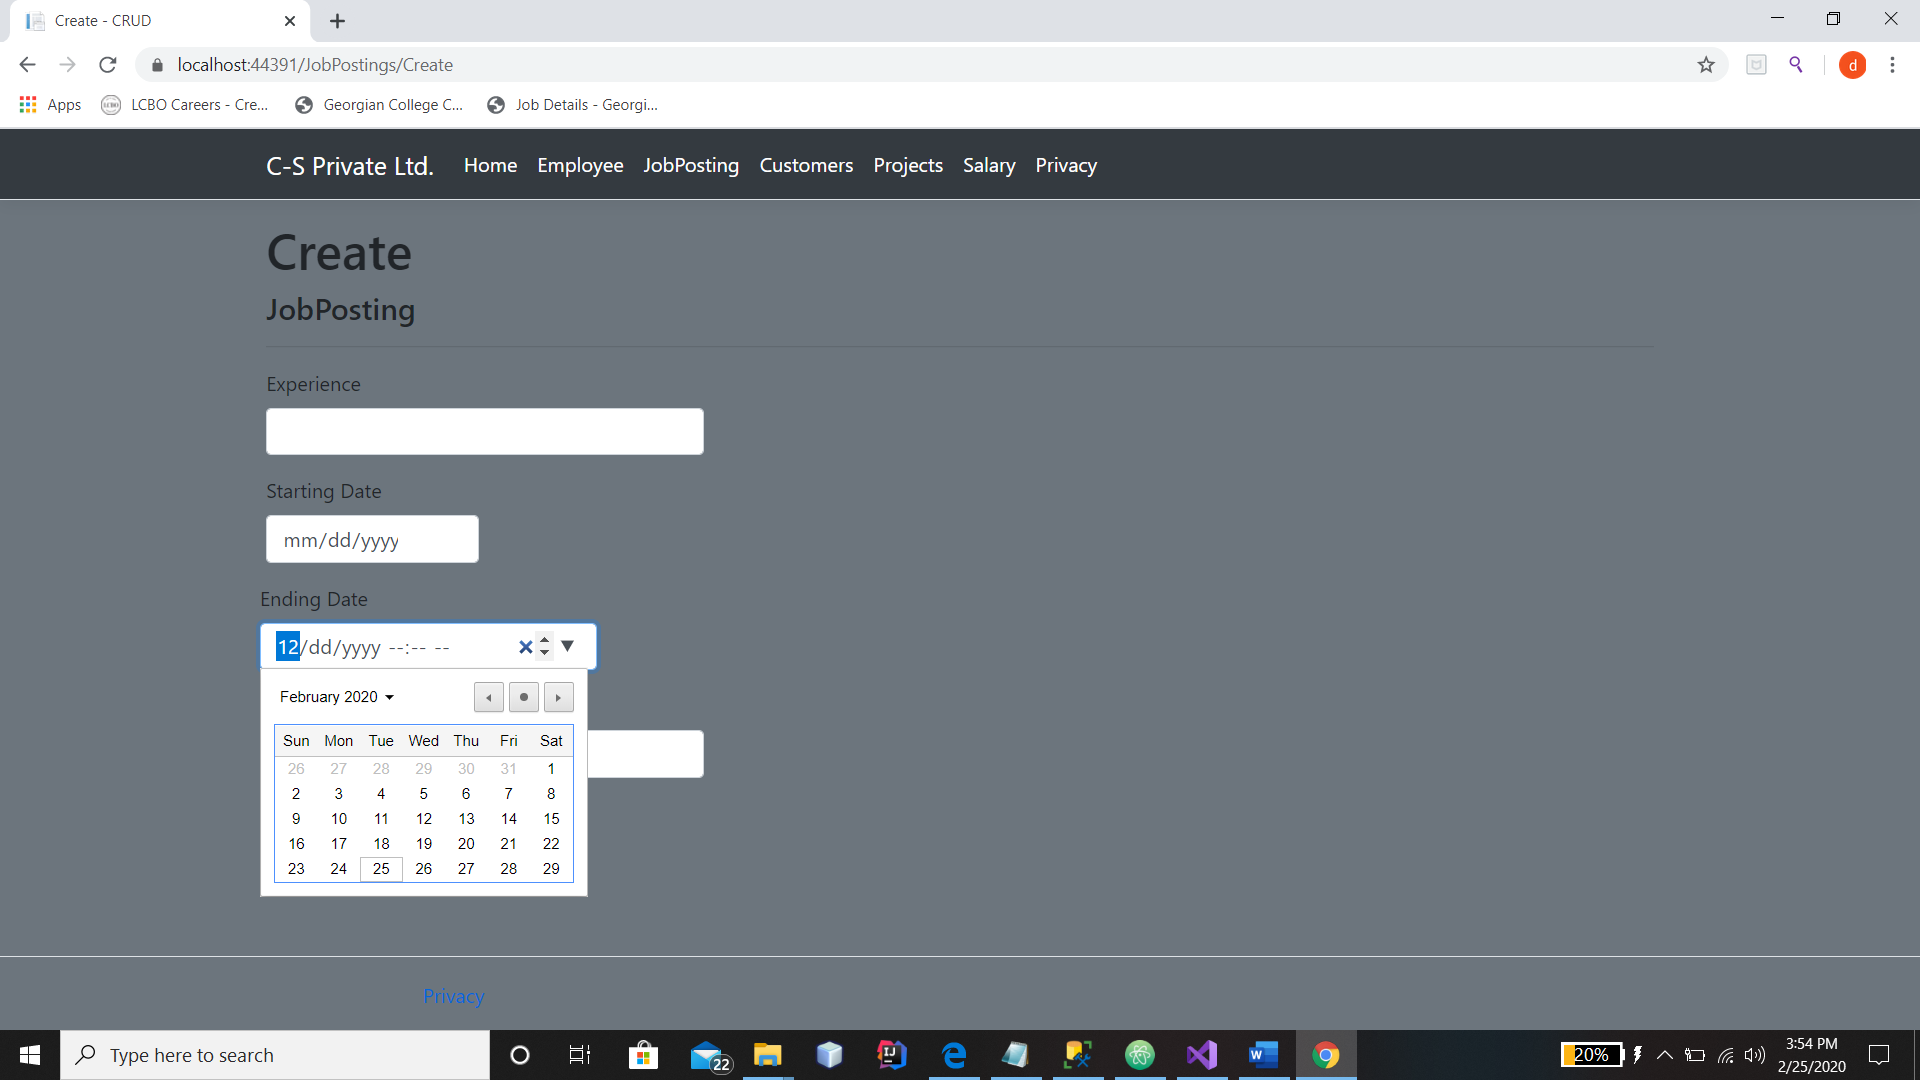 Create - CRUD
localhost:44391/JobPostings/Create
d
Apps LCBO Careers - Cre... Georgian College C... Job Details - Georgi...
C-S Private Ltd. Home Employee JobPosting Customers Projects Salary Privacy
Create
JobPosting
Experience
Starting Date
mm/dd/yyyy
Ending Date
12/dd/yyyy --:-- --
February 2020
Sun Mon Tue Wed Thu Fri Sat
26 27 28 29 30 31 1
2 3 4 5 6 7 8
9 10 11 12 13 14 15
16 17 18 19 20 21 22
23 24 25 26 27 28 29
Privacy
Type here to search
22
20%
3:54 PM
2/25/2020